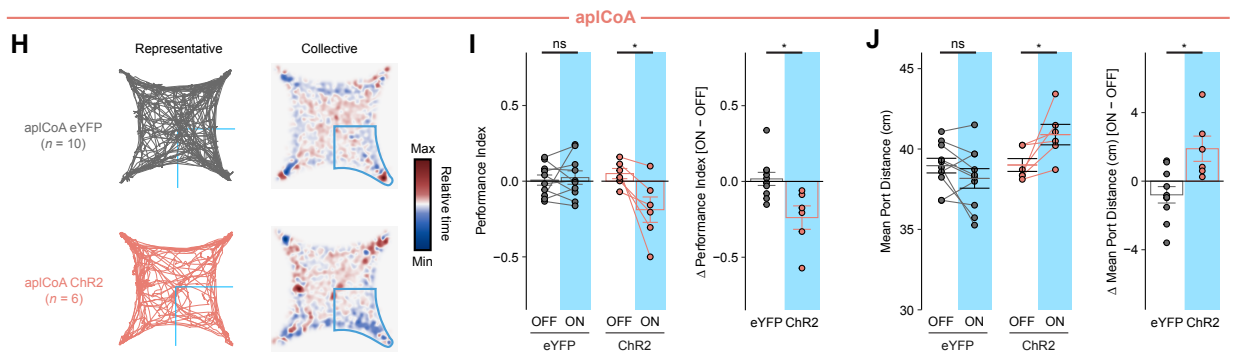 aplCoA
H
Representative
Collective
aplCoA eYFP
(n = 10)
aplCoA ChR2
(n = 6)
Max
Relative time
Min
I
ns
*
Performance Index
0.5
0.0
−0.5
OFF ON OFF ON
eYFP ChR2
*
Δ Performance Index [ON − OFF]
0.5
0.0
−0.5
eYFP ChR2
J
ns
*
Mean Port Distance (cm)
45
40
35
30
OFF ON OFF ON
eYFP ChR2
*
Δ Mean Port Distance (cm) [ON − OFF]
4
0
−4
eYFP ChR2